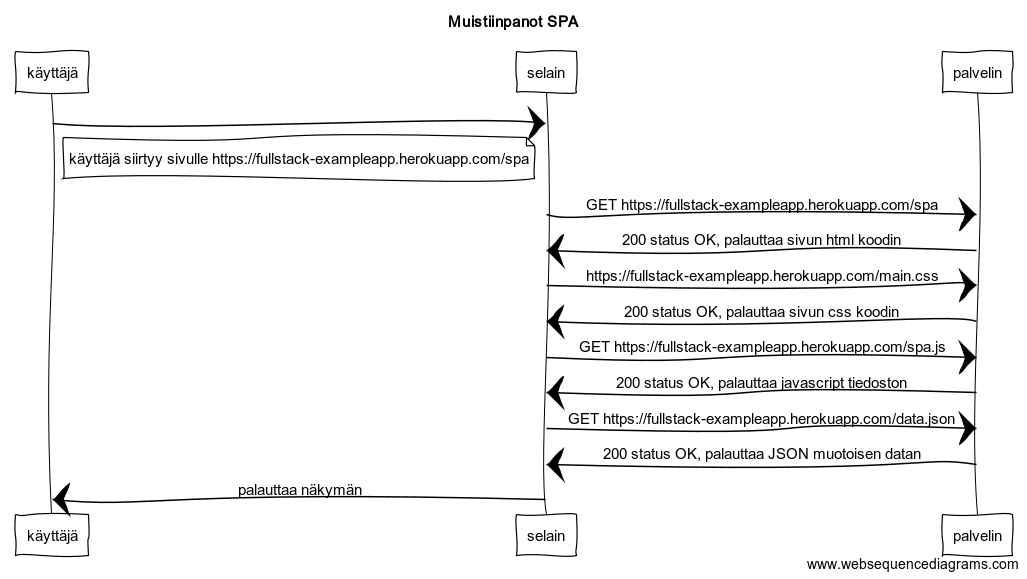 Muistiinpanot SPA
käyttäjä
selain
palvelin
käyttäjä siirtyy sivulle https://fullstack-exampleapp.herokuapp.com/spa
GET https://fullstack-exampleapp.herokuapp.com/spa
200 status OK, palauttaa sivun html koodin
https://fullstack-exampleapp.herokuapp.com/main.css
200 status OK, palauttaa sivun css koodin
GET https://fullstack-exampleapp.herokuapp.com/spa.js
200 status OK, palauttaa javascript tiedoston
GET https://fullstack-exampleapp.herokuapp.com/data.json
200 status OK, palauttaa JSON muotoisen datan
palauttaa näkymän
käyttäjä
selain
palvelin
www.websequencediagrams.com